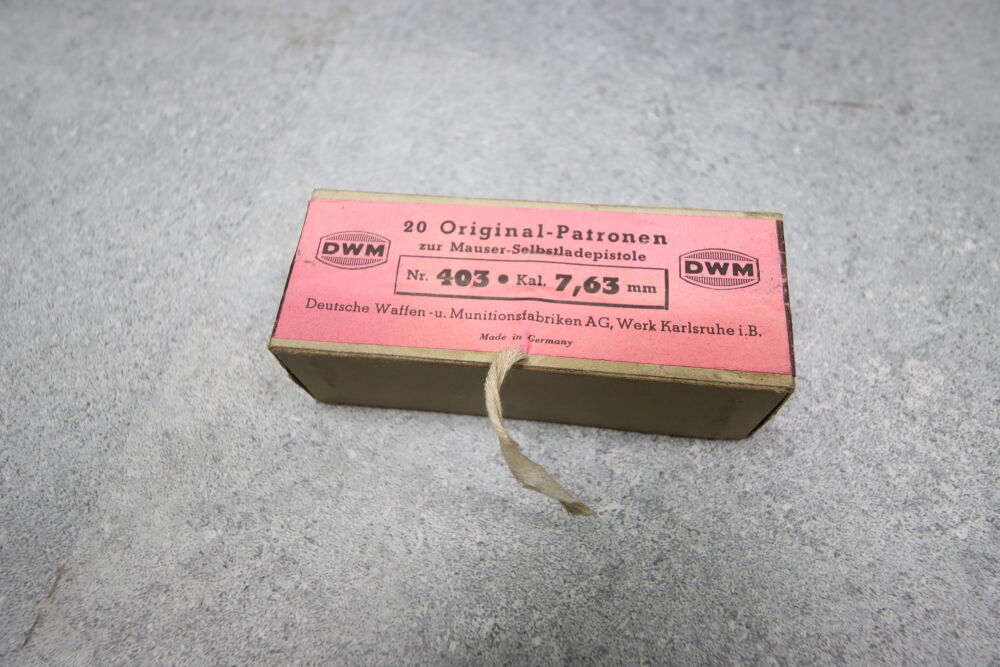 20 Original-Patronen
zur Mauser-Selbstladepistole
DWM
Nr. 403 • Kal. 7,63 mm
DWM
Deutsche Waffen- u. Munitionsfabriken AG, Werk Karlsruhe i.B.
Made in Germany